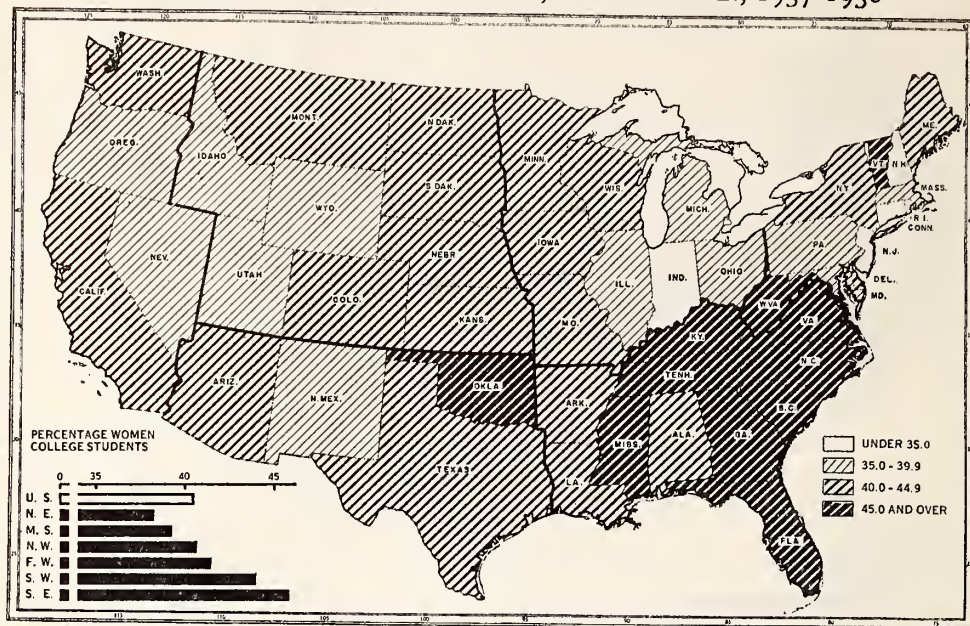 1937-1938
WASH.
OREG.
IDAHO
MONT.
N DAK.
S DAK.
MINN.
WIS.
MICH.
N.Y.
VT.
N.H.
ME.
MASS.
R I.
CONN.
N.J.
DEL.
MD.
PA.
OHIO
IND.
ILL.
IOWA
NEBR
WYO.
NEV.
UTAH
COLO.
KANS.
MO.
CALIF.
ARIZ.
N.MEX.
OKLA
TEXAS
ARK.
LA.
MISS.
ALA.
TENN.
KY.
W.VA
VA.
N.C.
S.C.
GA.
FLA
PERCENTAGE WOMEN
COLLEGE STUDENTS
0 35 40 45
U. S.
N. E.
M. S.
N. W.
F. W.
S. W.
S. E.
UNDER 35.0
35.0 - 39.9
40.0 - 44.9
45.0 AND OVER